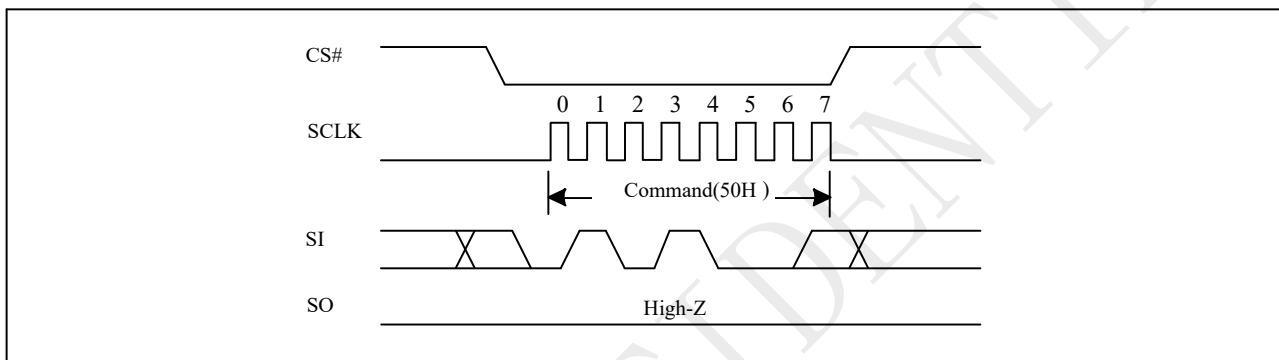 CS#
0 1 2 3 4 5 6 7
SCLK
Command(50H )
SI
SO
High-Z